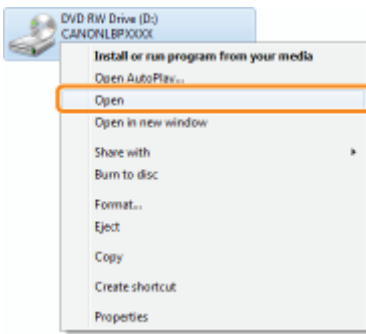 DVD RW Drive (D:)
CANONLBPXXXX
Install or run program from your media
Open AutoPlay...
Open
Open in new window
Share with
Burn to disc
Format...
Eject
Copy
Create shortcut
Properties